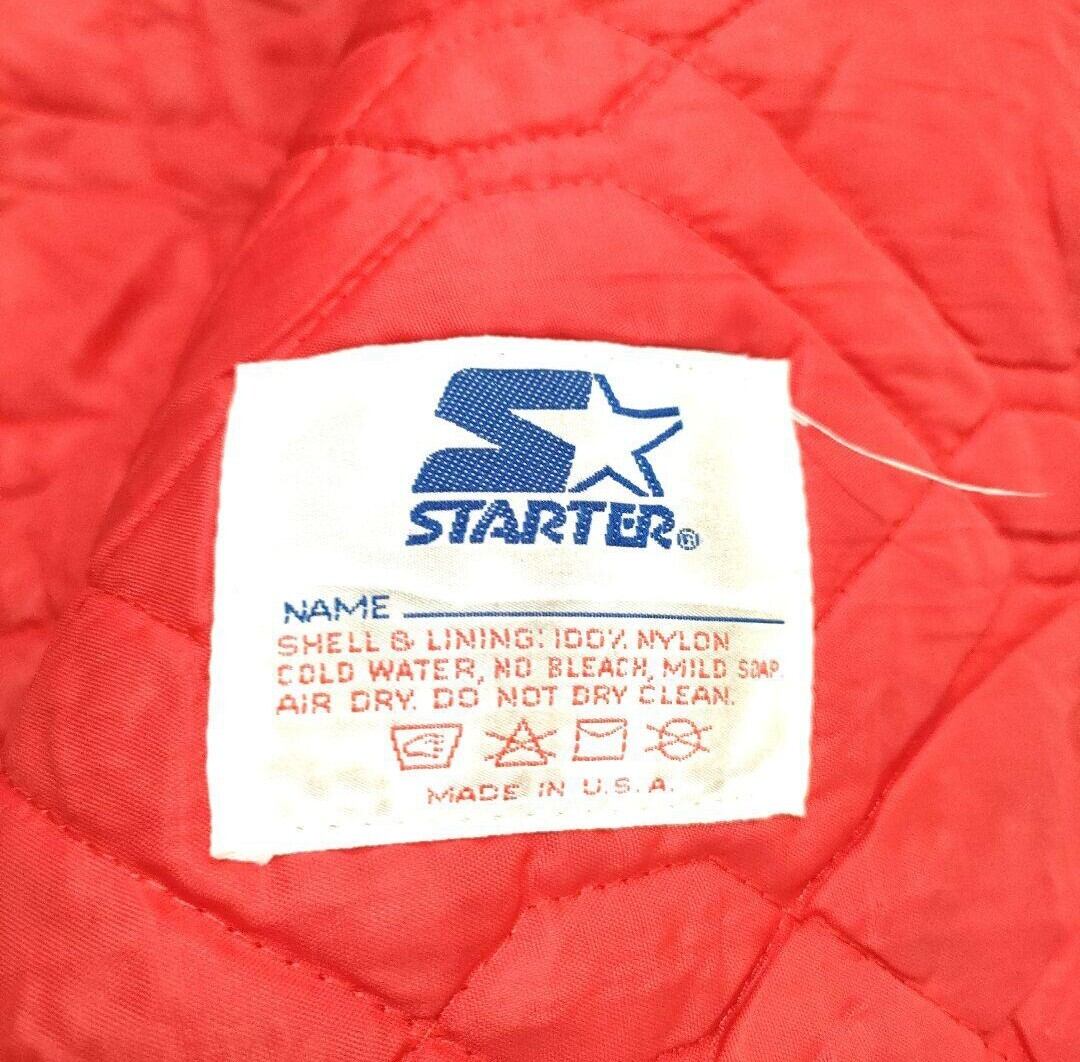 STARTER®
NAME
SHELL & LINING: 100% NYLON
COLD WATER, NO BLEACH, MILD SOAP.
AIR DRY. DO NOT DRY CLEAN.
MADE IN U.S.A.